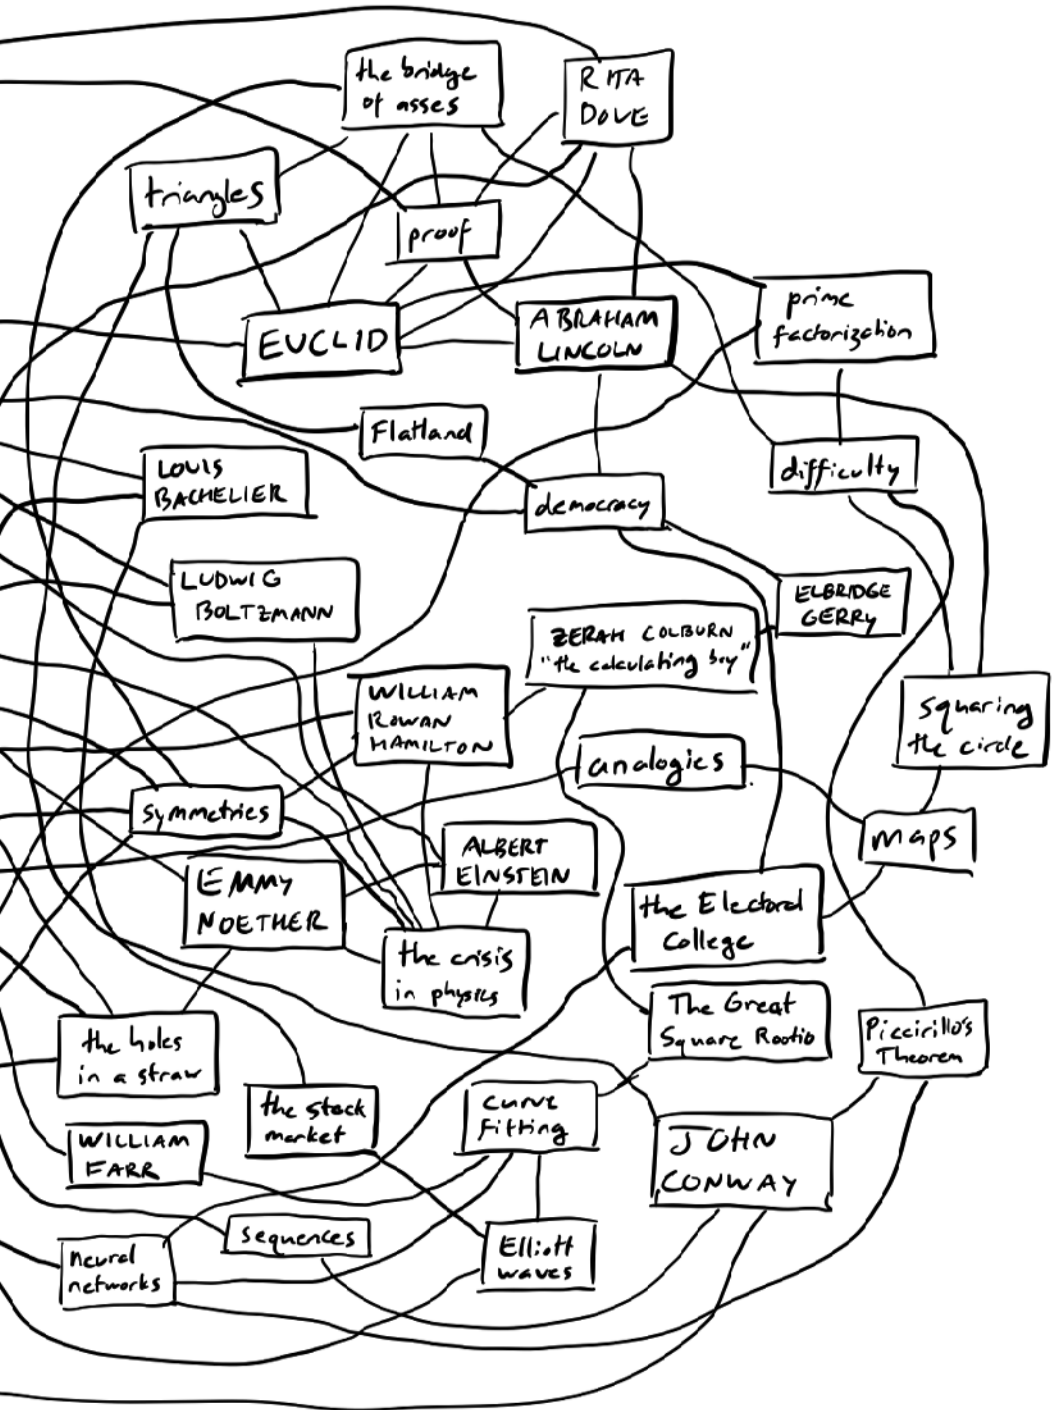 the bridge
of asses
RITA
DOVE
triangles
proof
EUCLID
ABRAHAM
LINCOLN
prime
factorization
Flatland
difficulty
LOUIS
BACHELIER
democracy
LUDWIG
BOLTZMANN
ELBRIDGE
GERRY
ZERAH COLBURN
"the calculating boy"
WILLIAM
ROWAN
HAMILTON
squaring
the circle
analogies
symmetries
maps
ALBERT
EINSTEIN
EMMY
NOETHER
the Electoral
College
the crisis
in physics
The Great
Square Rootio
Piccirillo's
Theorem
the holes
in a straw
the stock
market
curve
fitting
JOHN
CONWAY
WILLIAM
FARR
sequences
Elliott
waves
neural
networks